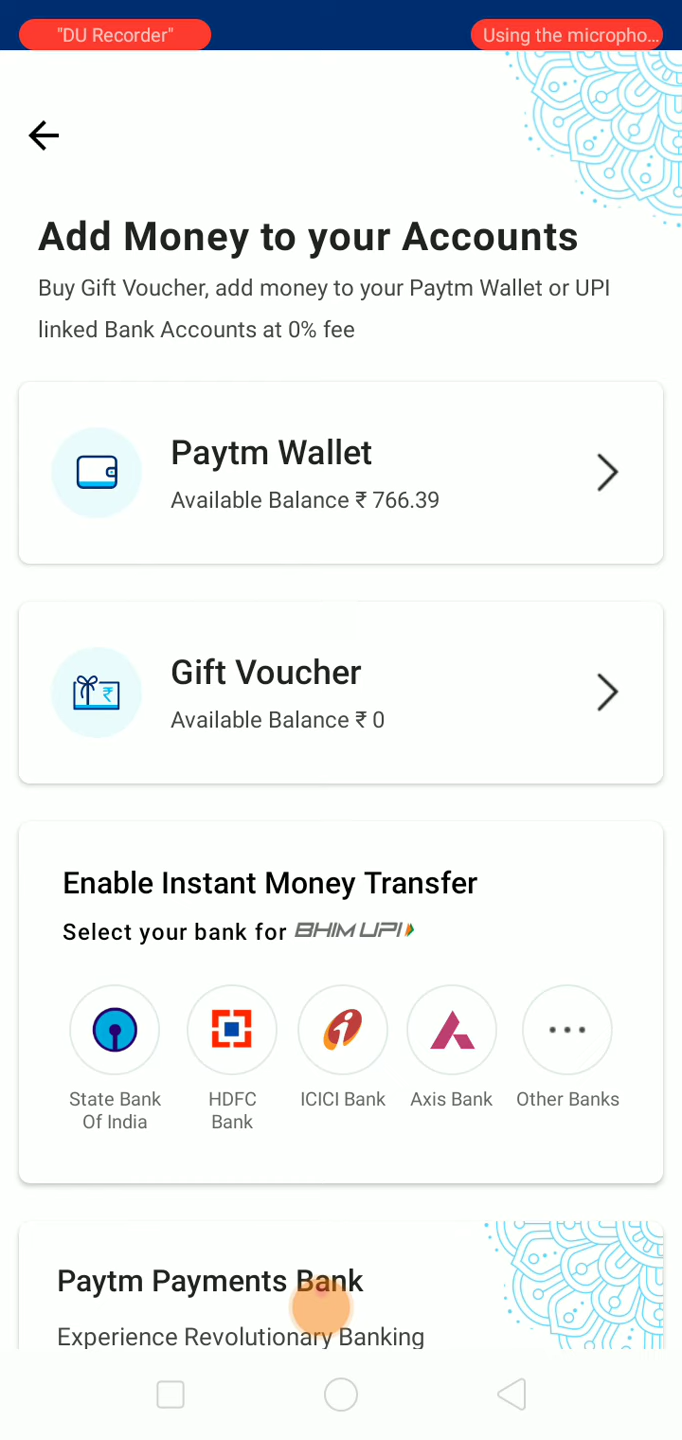 "DU Recorder"
Using the micropho...
Add Money to your Accounts
Buy Gift Voucher, add money to your Paytm Wallet or UPI
linked Bank Accounts at 0% fee
Paytm Wallet
Available Balance ₹ 766.39
Gift Voucher
Available Balance ₹ 0
Enable Instant Money Transfer
Select your bank for BHIM UPI
State Bank
Of India
HDFC
Bank
ICICI Bank
Axis Bank
Other Banks
Paytm Payments Bank
Experience Revolutionary Banking